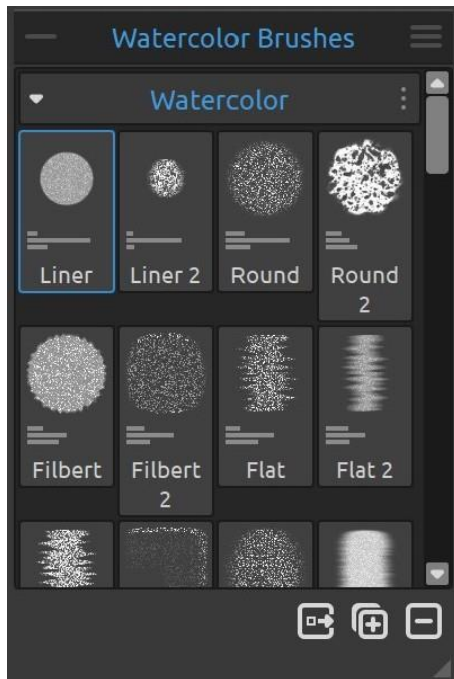 Watercolor Brushes
Watercolor
Liner
Liner 2
Round
Round
2
Filbert
Filbert
2
Flat
Flat 2